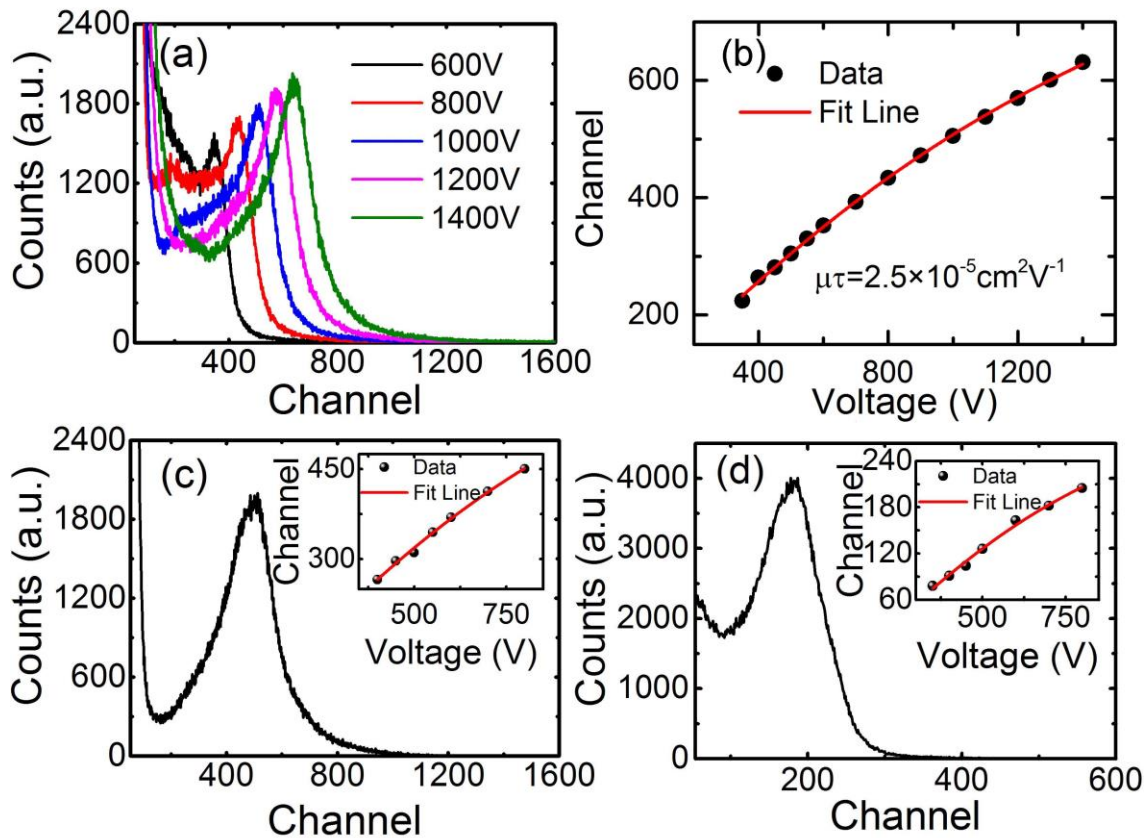 (a)
600V
800V
1000V
1200V
1400V
Counts (a.u.)
2400
1800
1200
600
0
400 800 1200 1600
Channel
(b)
Data
Fit Line
μτ=2.5×10⁻⁵cm²V⁻¹
Channel
600
400
200
400 800 1200
Voltage (V)
(c)
Counts (a.u.)
2400
1800
1200
600
0
400 800 1200 1600
Channel
Data
Fit Line
Channel
450
300
500 750
Voltage (V)
(d)
Counts (a.u.)
4000
3000
2000
1000
0
200 400 600
Channel
Data
Fit Line
Channel
240
180
120
60
500 750
Voltage (V)